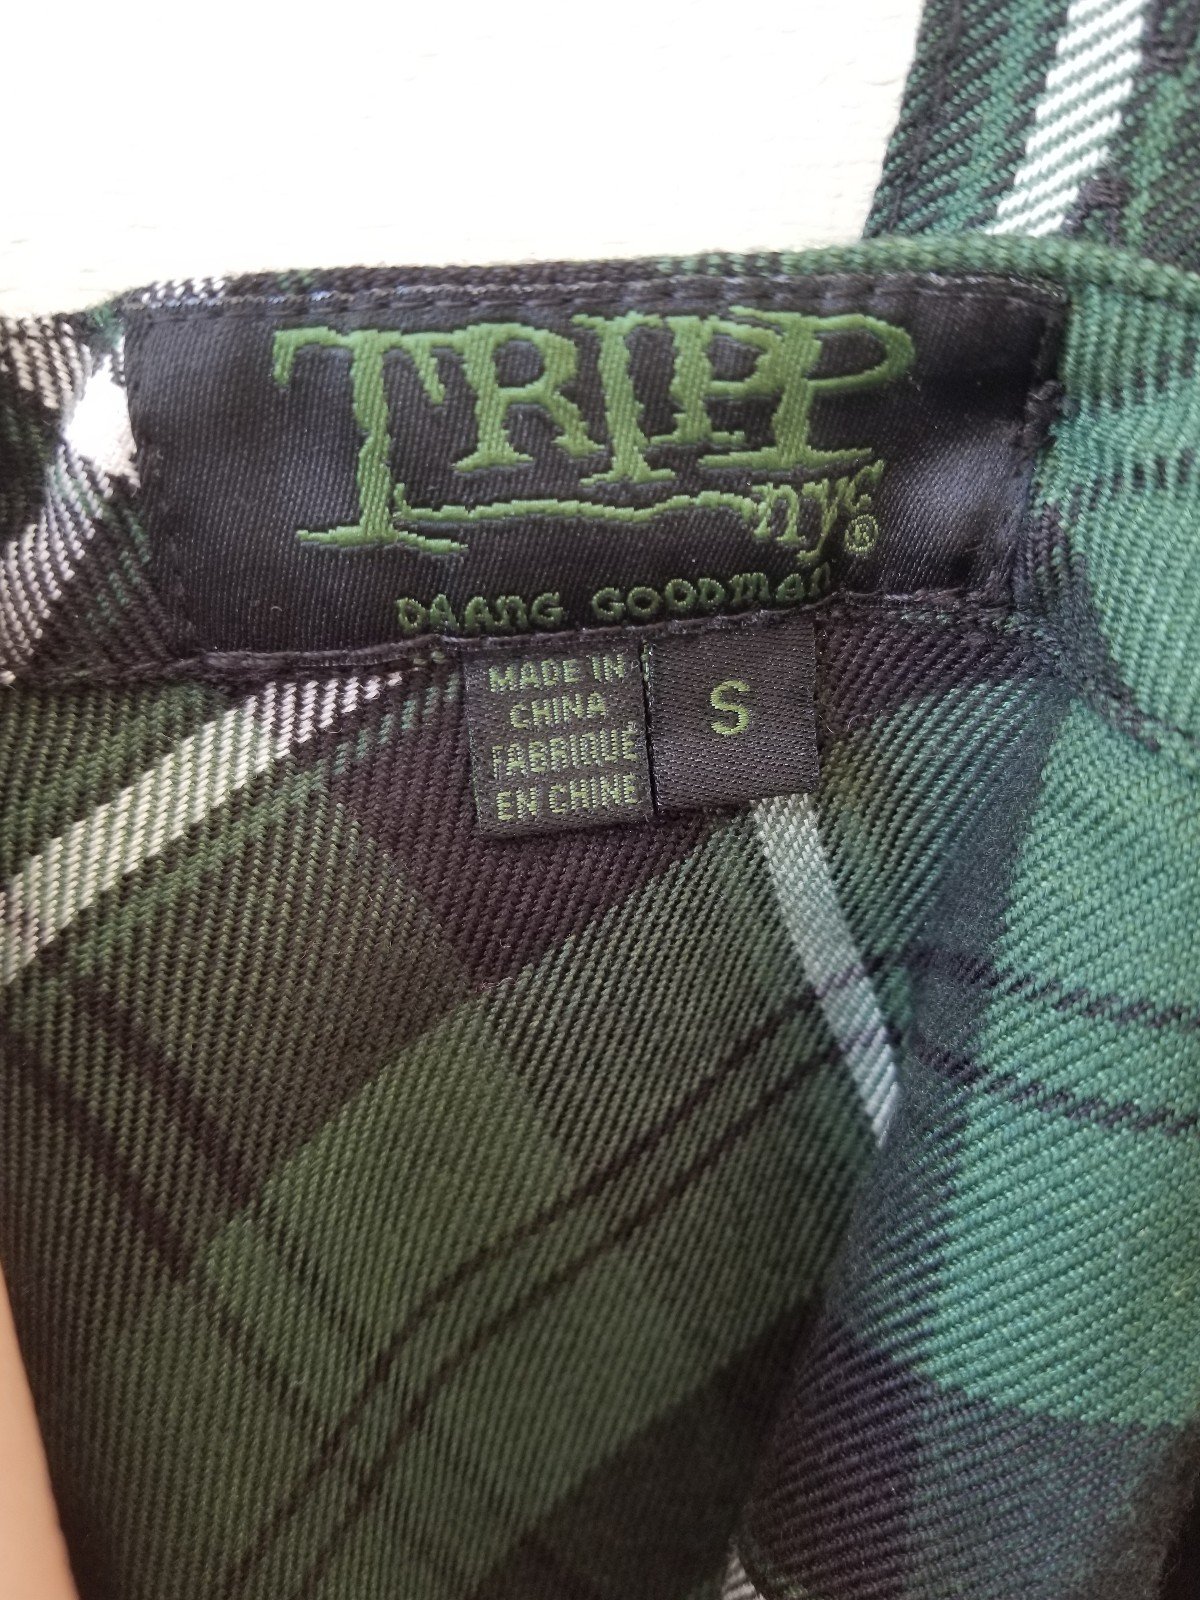 TRIPP
nyc®
DAANG GOODMAN
MADE IN
CHINA
FABRIQUÉ
EN CHINE
S